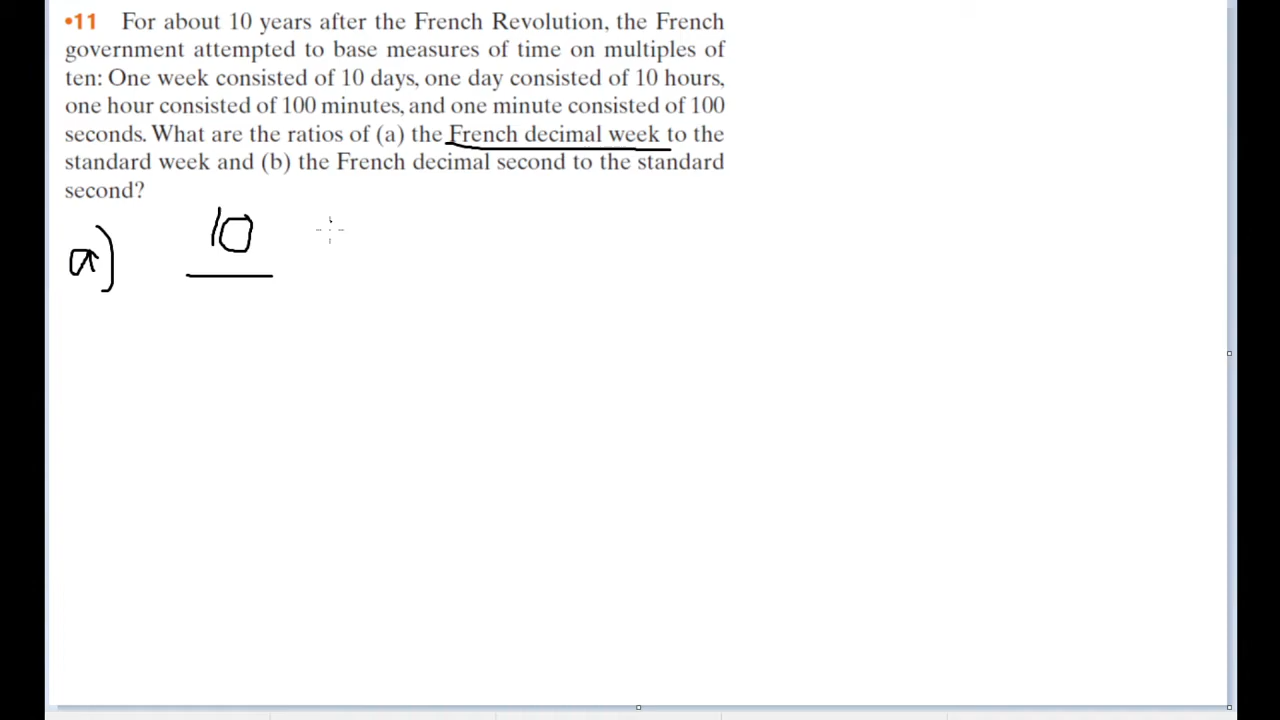 •11 For about 10 years after the French Revolution, the French
government attempted to base measures of time on multiples of
ten: One week consisted of 10 days, one day consisted of 10 hours,
one hour consisted of 100 minutes, and one minute consisted of 100
seconds. What are the ratios of (a) the French decimal week to the
standard week and (b) the French decimal second to the standard
second?
a) 10